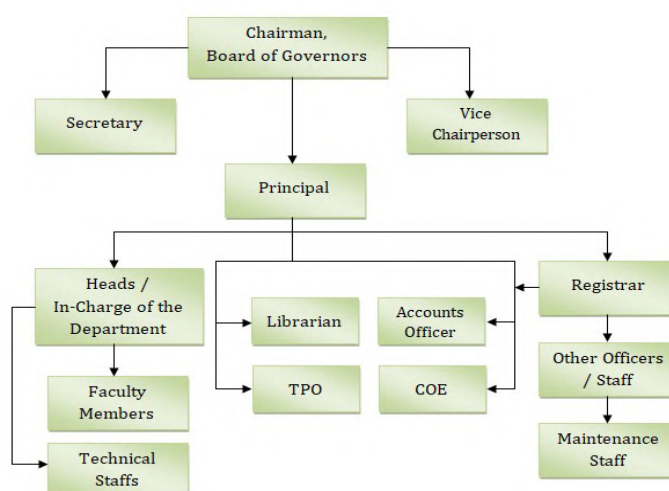 Chairman,
Board of Governors
Secretary
Vice
Chairperson
Principal
Heads /
In-Charge of the
Department
Librarian
Accounts
Officer
Registrar
Faculty
Members
TPO
COE
Other Officers
/ Staff
Technical
Staffs
Maintenance
Staff